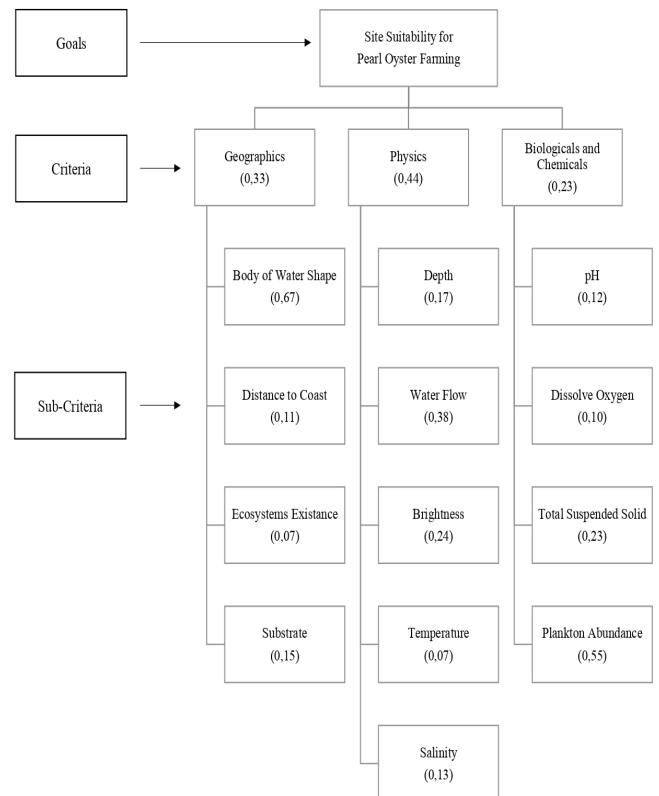 Goals
Site Suitability for
Pearl Oyster Farming
Criteria
Geographics
(0,33)
Physics
(0,44)
Biologicals and
Chemicals
(0,23)
Sub-Criteria
Body of Water Shape
(0,67)
Distance to Coast
(0,11)
Ecosystems Existance
(0,07)
Substrate
(0,15)
Depth
(0,17)
Water Flow
(0,38)
Brightness
(0,24)
Temperature
(0,07)
Salinity
(0,13)
pH
(0,12)
Dissolve Oxygen
(0,10)
Total Suspended Solid
(0,23)
Plankton Abundance
(0,55)